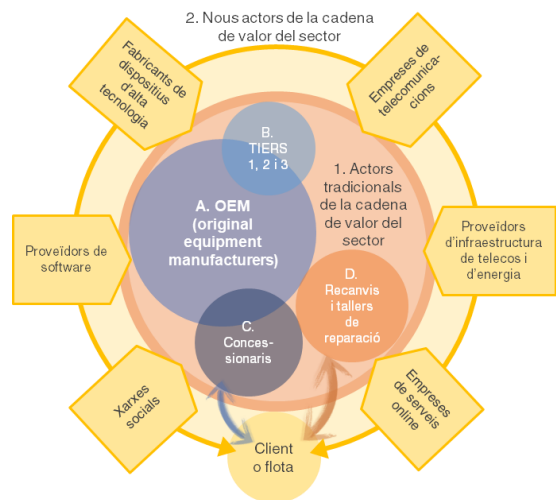 2. Nous actors de la cadena
de valor del sector
Fabricants de
dispositius
d'alta
tecnologia
Empreses de
telecomunica-
cions
B.
TIERS
1, 2 i 3
1. Actors
tradicionals
de la cadena
de valor del
sector
A. OEM
(original
equipment
manufacturers)
Proveïdors de
software
Proveïdors
d'infraestructura
de telecos i
d'energia
D.
Recanvis
i tallers
de
reparació
C.
Conces-
sionaris
Xarxes
socials
Empreses
de serveis
online
Client
o flota